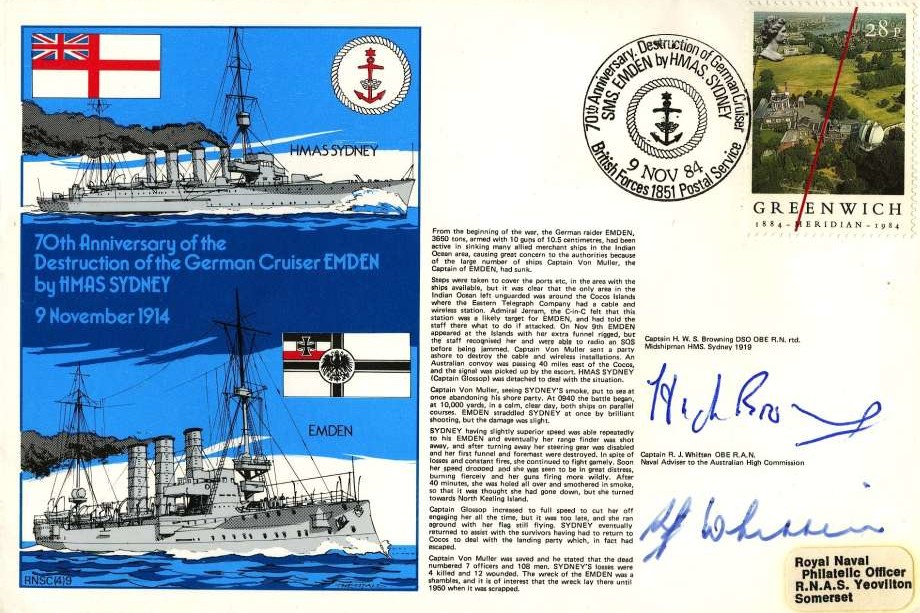 HMAS SYDNEY
70th Anniversary of the
Destruction of the German Cruiser EMDEN
by HMAS SYDNEY
9 November 1914
EMDEN
RNSC(4)9
70th Anniversary. Destruction of German Cruiser
SMS. EMDEN by HMAS. SYDNEY
9 NOV 84
British Forces 1851 Postal Service
28p
GREENWICH
1884-MERIDIAN-1984
From the beginning of the war, the German raider EMDEN,
3650 tons, armed with 10 guns of 10.5 centimetres, had been
active in sinking many allied merchant ships in the Indian
Ocean area, causing great concern to the authorities because
of the large number of ships Captain Von Muller, the
Captain of EMDEN, had sunk.
Steps were taken to cover the ports etc, in the area with the
ships available, but it was clear that the only area in the
Indian Ocean left unguarded was around the Cocos Islands
where the Eastern Telegraph Company had a cable and
wireless station. Admiral Jerram, the C-in-C felt that this
station was a likely target for EMDEN, and had told the
staff there what to do if attacked. On Nov 9th EMDEN
appeared at the Islands with her extra funnel rigged, but
the staff recognised her and were able to radio an SOS
before being jammed. Captain Von Muller sent a party
ashore to destroy the cable and wireless installations. An
Australian convoy was passing 40 miles east of the Cocos,
and the signal was picked up by the escort. HMAS SYDNEY
(Captain Glossop) was detached to deal with the situation.
Captain Von Muller, seeing SYDNEY'S smoke, put to sea at
once abandoning his shore party. At 0940 the battle began,
at 10,000 yards, in a calm, clear day, both ships on parallel
courses. EMDEN straddled SYDNEY at once by brilliant
shooting, but the damage was slight.
SYDNEY having slightly superior speed was able repeatedly
to his EMDEN and eventually her range finder was shot
away, and after turning away her steering gear was disabled
and her first funnel and foremast were destroyed. In spite of
losses and constant fires, she continued to fight gamely. Soon
her speed dropped and she was seen to be in great distress,
burning fiercely and her guns firing more wildly. After
40 minutes, she was holed all over and smothered in smoke,
so that it was thought she had gone down, but she turned
towards North Keeling Island.
Captain Glossop increased to full speed to cut her off
engaging her all the time, but it was too late, and she ran
aground with her flag still flying. SYDNEY eventually
returned to assist with the survivors having had to return to
Cocos to deal with the landing party which, in fact had
escaped.
Captain Von Muller was saved and he stated that the dead
numbered 7 officers and 108 men. SYDNEY'S losses were
4 killed and 12 wounded. The wreck of the EMDEN was a
shambles, and it is of interest that the wreck lay there until
1950 when it was scrapped.
Captain H. W. S. Browning DSO OBE R.N. rtd.
Midshipman HMS. Sydney 1919
Hugh Browning
Captain R. J. Whitten OBE R.A.N.
Naval Adviser to the Australian High Commission
Royal Naval
Philatelic Officer
R.N.A.S. Yeovilton
Somerset